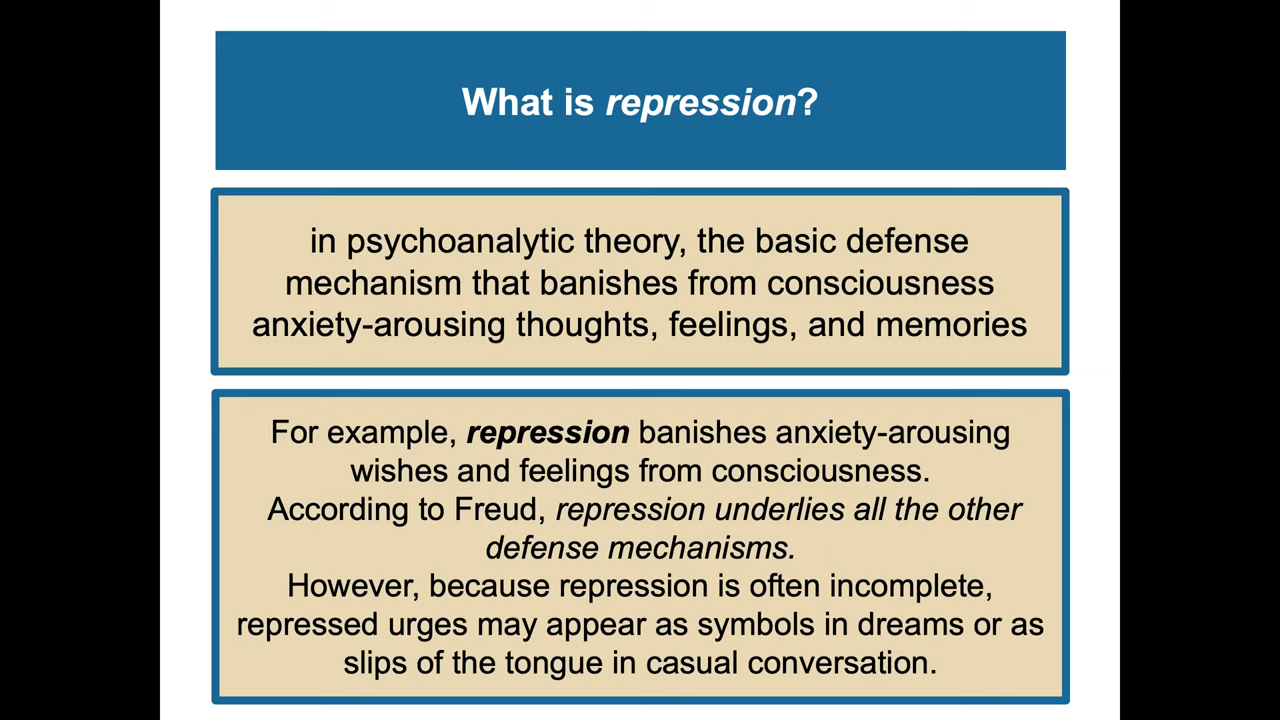 What is repression?
in psychoanalytic theory, the basic defense
mechanism that banishes from consciousness
anxiety-arousing thoughts, feelings, and memories
For example, repression banishes anxiety-arousing
wishes and feelings from consciousness.
According to Freud, repression underlies all the other
defense mechanisms.
However, because repression is often incomplete,
repressed urges may appear as symbols in dreams or as
slips of the tongue in casual conversation.